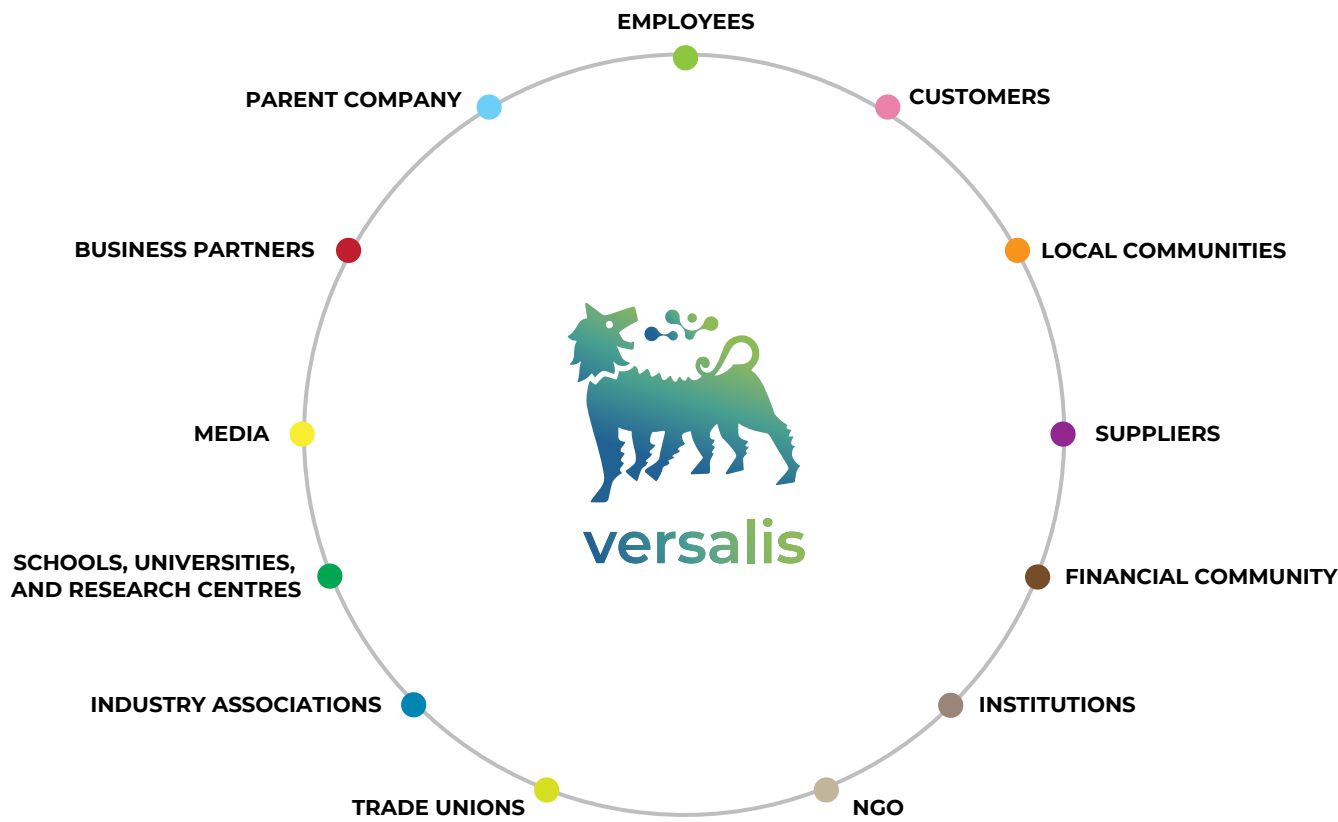 EMPLOYEES
PARENT COMPANY
CUSTOMERS
BUSINESS PARTNERS
LOCAL COMMUNITIES
MEDIA
SUPPLIERS
versalis
SCHOOLS, UNIVERSITIES,
AND RESEARCH CENTRES
FINANCIAL COMMUNITY
INDUSTRY ASSOCIATIONS
INSTITUTIONS
TRADE UNIONS
NGO